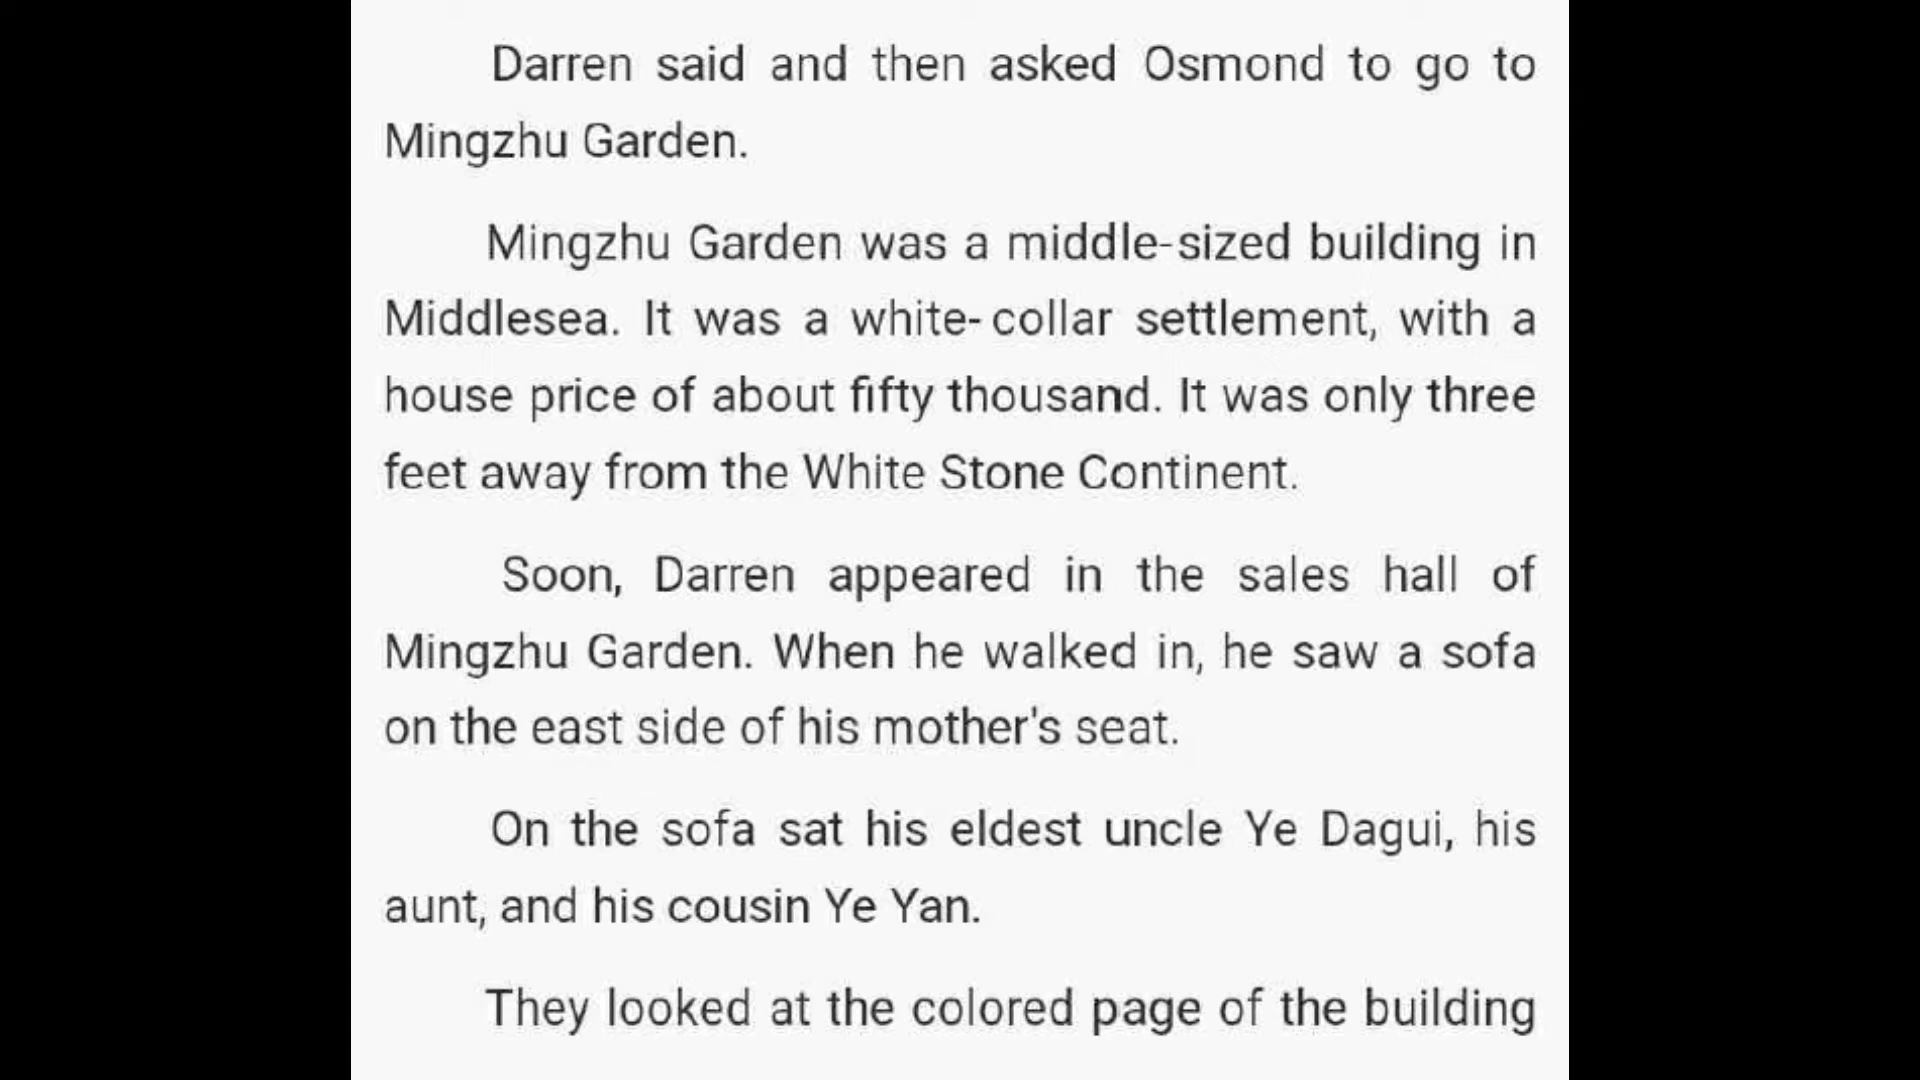 Darren said and then asked Osmond to go to
Mingzhu Garden.
Mingzhu Garden was a middle-sized building in
Middlesea. It was a white-collar settlement, with a
house price of about fifty thousand. It was only three
feet away from the White Stone Continent.
Soon, Darren appeared in the sales hall of
Mingzhu Garden. When he walked in, he saw a sofa
on the east side of his mother's seat.
On the sofa sat his eldest uncle Ye Dagui, his
aunt, and his cousin Ye Yan.
They looked at the colored page of the building